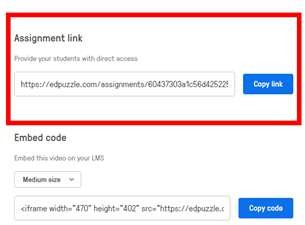 Assignment link
Provide your students with direct access
https://edpuzzle.com/assignments/60437303a1c56d425225
Copy link
Embed code
Embed this video on your LMS
Medium size
<iframe width="470" height="402" src="https://edpuzzle.c
Copy code